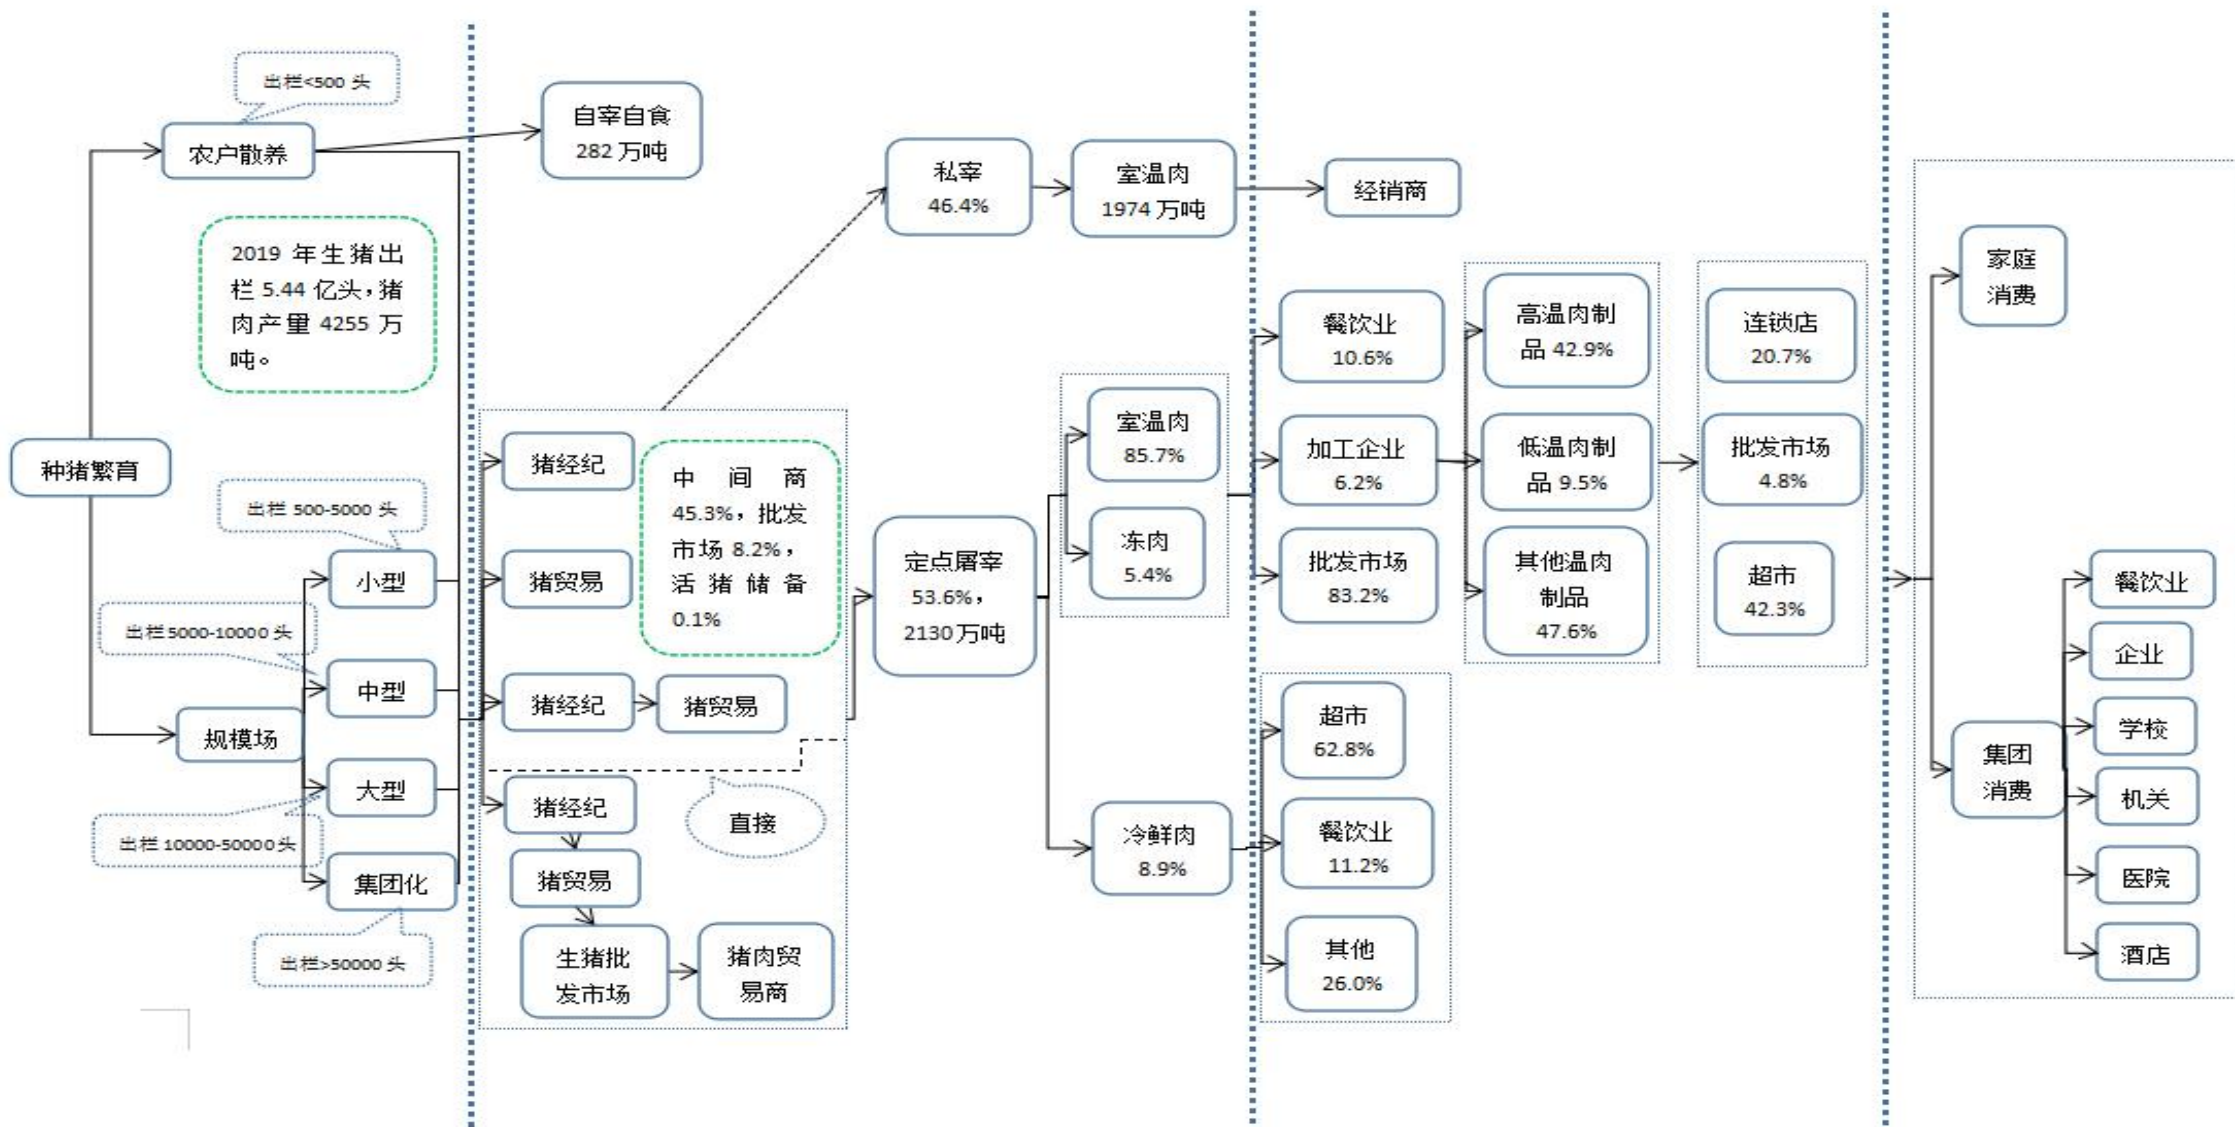 出栏<500 头
农户散养
2019 年生猪出
栏 5.44 亿头，猪
肉产量 4255 万
吨。
种猪繁育
出栏 500-5000 头
小型
出栏 5000-10000 头
中型
规模场
大型
出栏 10000-50000 头
集团化
出栏>50000 头
自宰自食
282 万吨
猪经纪
中间商
45.3%，批发
市场 8.2%，
活猪储备
0.1%
猪贸易
猪经纪
猪贸易
直接
猪经纪
猪贸易
生猪批
发市场
猪肉贸
易商
私宰
46.4%
室温肉
1974 万吨
经销商
定点屠宰
53.6%，
2130 万吨
室温肉
85.7%
冻肉
5.4%
冷鲜肉
8.9%
餐饮业
10.6%
加工企业
6.2%
批发市场
83.2%
高温肉制
品 42.9%
低温肉制
品 9.5%
其他温肉
制品
47.6%
连锁店
20.7%
批发市场
4.8%
超市
42.3%
超市
62.8%
餐饮业
11.2%
其他
26.0%
家庭
消费
集团
消费
餐饮业
企业
学校
机关
医院
酒店